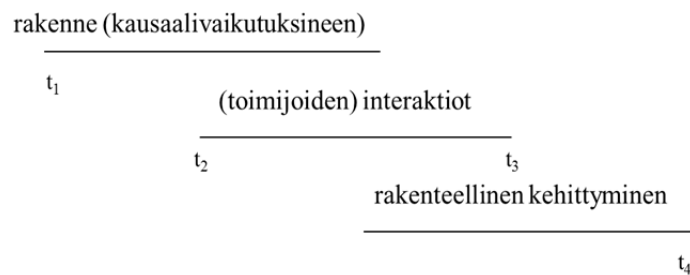 rakenne (kausaalivaikutuksineen)
t₁
(toimijoiden) interaktiot
t₂ t₃
rakenteellinen kehittyminen
t₄